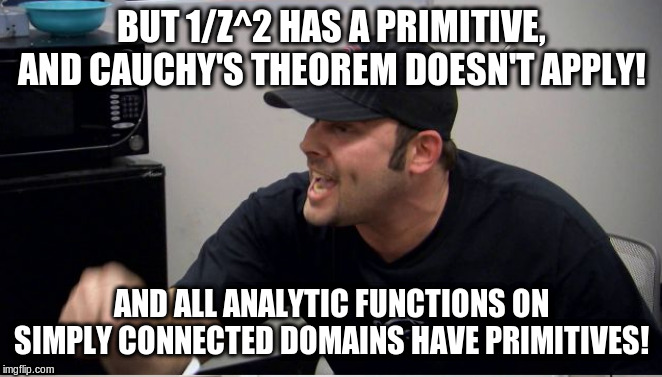 BUT 1/Z^2 HAS A PRIMITIVE,
AND CAUCHY'S THEOREM DOESN'T APPLY!
AND ALL ANALYTIC FUNCTIONS ON
SIMPLY CONNECTED DOMAINS HAVE PRIMITIVES!
imgflip.com